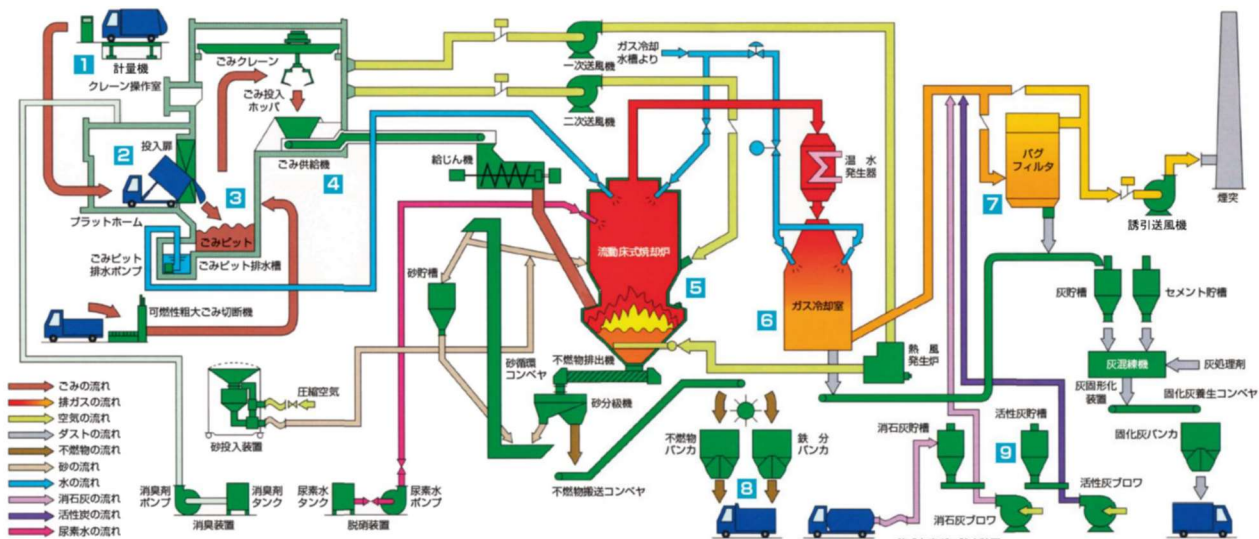 1
計量機
クレーン操作室
ごみクレーン
ごみ投入
ホッパ
2
投入扉
3
ごみ供給機
4
プラットホーム
ごみピット
ごみピット
排水ポンプ
ごみピット排水槽
可燃性粗大ごみ切断機
一次送風機
二次送風機
ガス冷却
水槽より
給じん機
流動床式焼却炉
5
温水
発生器
ガス冷却室
6
バグ
フィルタ
7
誘引送風機
煙突
砂貯槽
砂循環
コンベヤ
不燃物排出機
砂分級機
熱風
発生炉
灰貯槽
セメント貯槽
灰混練機
灰処理剤
灰固形化
装置
固化灰養生コンベヤ
固化灰バンカ
圧縮空気
砂投入装置
不燃物
バンカ
鉄分
バンカ
8
不燃物搬送コンベヤ
消石灰貯槽
活性灰貯槽
9
消石灰ブロワ
活性灰ブロワ
消臭剤
ポンプ
消臭剤
タンク
消臭装置
尿素水
タンク
尿素水
ポンプ
脱硝装置
ごみの流れ
排ガスの流れ
空気の流れ
ダストの流れ
不燃物の流れ
砂の流れ
水の流れ
消石灰の流れ
活性炭の流れ
尿素水の流れ